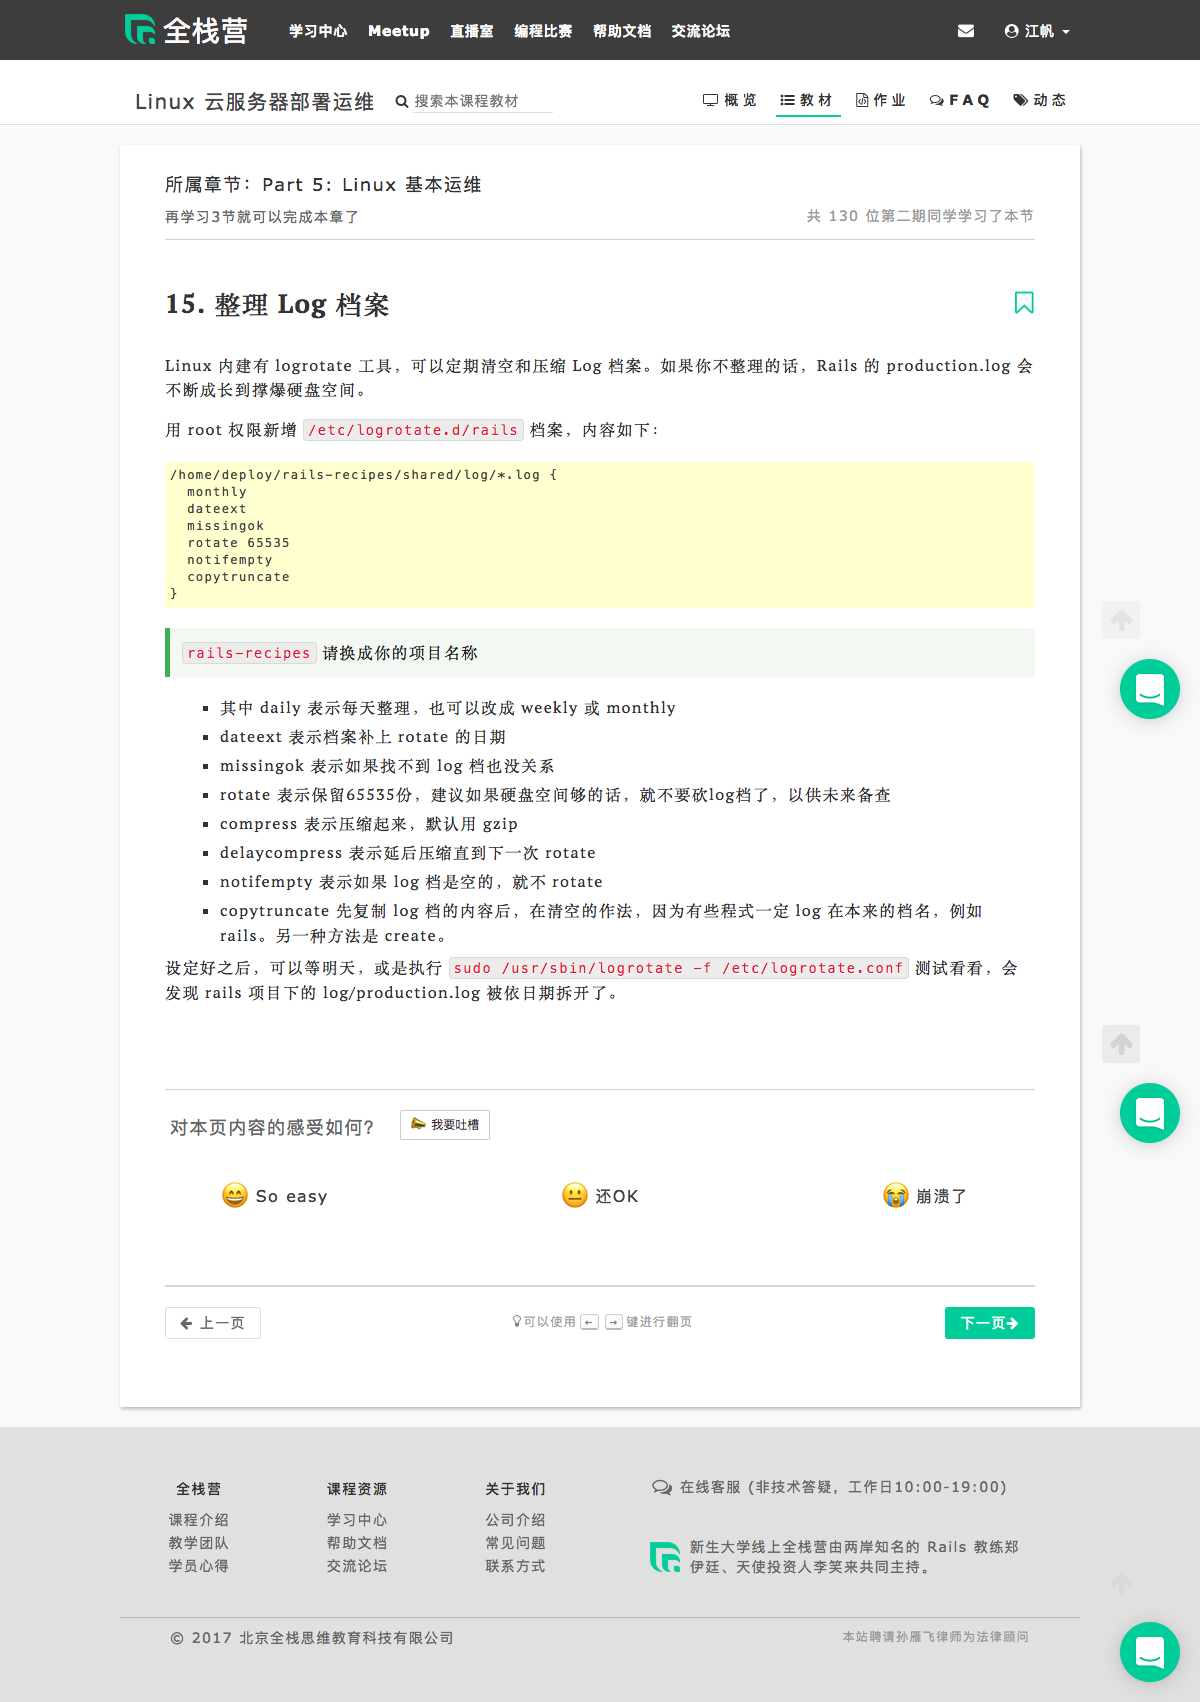 全栈营 学习中心 Meetup 直播室 编程比赛 帮助文档 交流论坛 江帆
Linux 云服务器部署运维 搜索本课程教材 概览 教材 作业 FAQ 动态
所属章节：Part 5: Linux 基本运维
再学习3节就可以完成本章了 共 130 位第二期同学学习了本节
15. 整理 Log 档案
Linux 内建有 logrotate 工具，可以定期清空和压缩 Log 档案。如果你不整理的话，Rails 的 production.log 会
不断成长到撑爆硬盘空间。
用 root 权限新增 /etc/logrotate.d/rails 档案，内容如下：
/home/deploy/rails-recipes/shared/log/*.log {
monthly
dateext
missingok
rotate 65535
notifempty
copytruncate
}
rails-recipes 请换成你的项目名称
其中 daily 表示每天整理，也可以改成 weekly 或 monthly
dateext 表示档案补上 rotate 的日期
missingok 表示如果找不到 log 档也没关系
rotate 表示保留65535份，建议如果硬盘空间够的话，就不要砍log档了，以供未来备查
compress 表示压缩起来，默认用 gzip
delaycompress 表示延后压缩直到下一次 rotate
notifempty 表示如果 log 档是空的，就不 rotate
copytruncate 先复制 log 档的内容后，在清空的作法，因为有些程式一定 log 在本来的档名，例如
rails。另一种方法是 create。
设定好之后，可以等明天，或是执行 sudo /usr/sbin/logrotate -f /etc/logrotate.conf 测试看看，会
发现 rails 项目下的 log/production.log 被依日期拆开了。
对本页内容的感受如何? 我要吐槽
So easy 还OK 崩溃了
上一页 可以使用 ← → 键进行翻页 下一页
全栈营 课程资源 关于我们 在线客服 (非技术答疑，工作日10:00-19:00)
课程介绍 学习中心 公司介绍
教学团队 帮助文档 常见问题 新生大学线上全栈营由两岸知名的 Rails 教练郑
学员心得 交流论坛 联系方式 伊廷、天使投资人李笑来共同主持。
© 2017 北京全栈思维教育科技有限公司 本站聘请孙雁飞律师为法律顾问